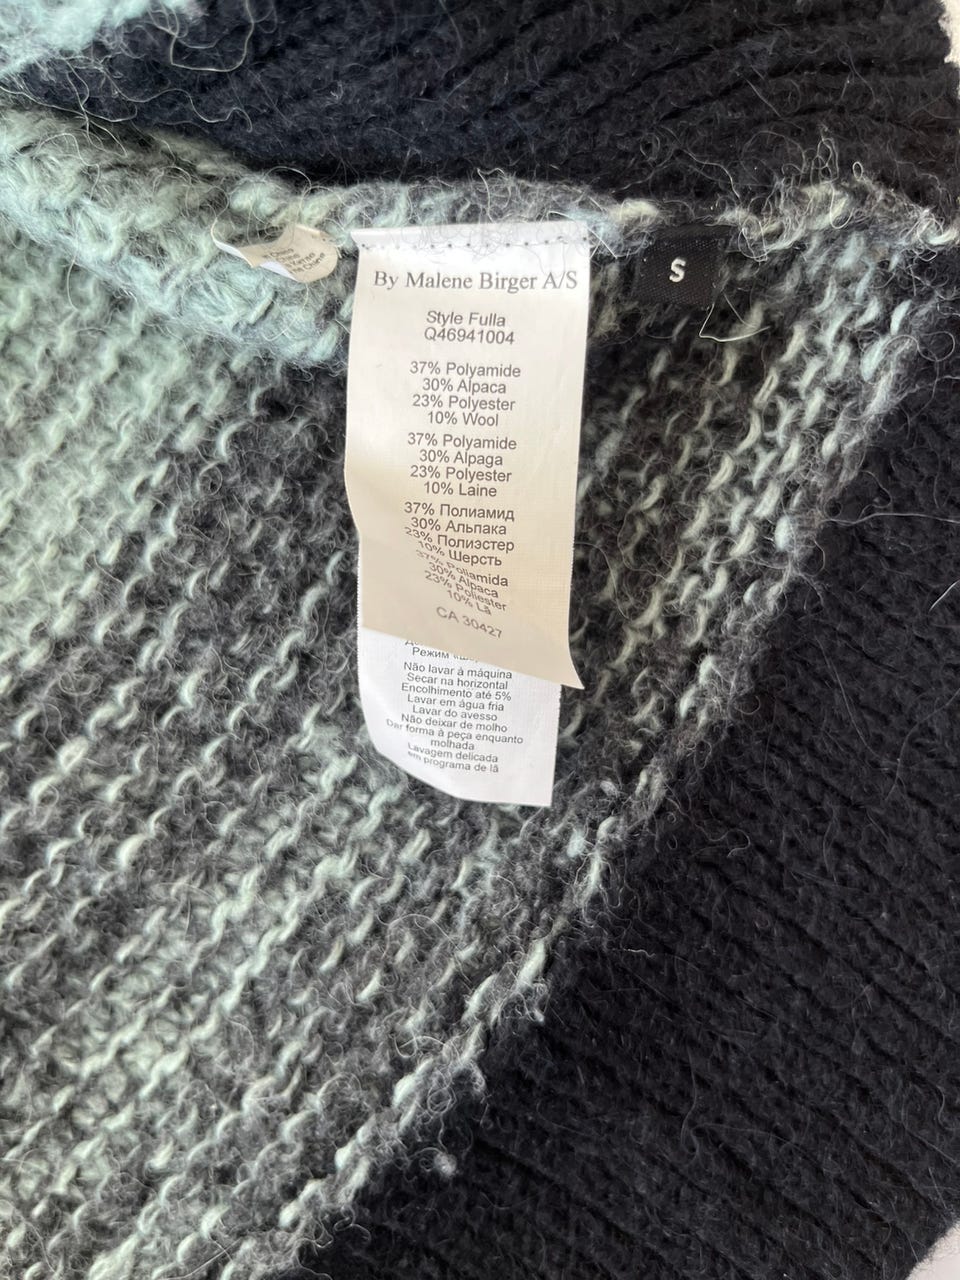 Chine
By Malene Birger A/S
S
Style Fulla
Q46941004
37% Polyamide
30% Alpaca
23% Polyester
10% Wool
37% Polyamide
30% Alpaga
23% Polyester
10% Laine
37% Полиамид
30% Альпака
23% Полиэстер
10% Шерсть
37% Poliamida
30% Alpaca
23% Poliester
10% Lã
CA 30427
Режим
Não lavar à máquina
Secar na horizontal
Encolhimento até 5%
Lavar em água fria
Lavar do avesso
Não deixar de molho
Dar forma à peça enquanto
molhada
Lavagem delicada
em programa de lã